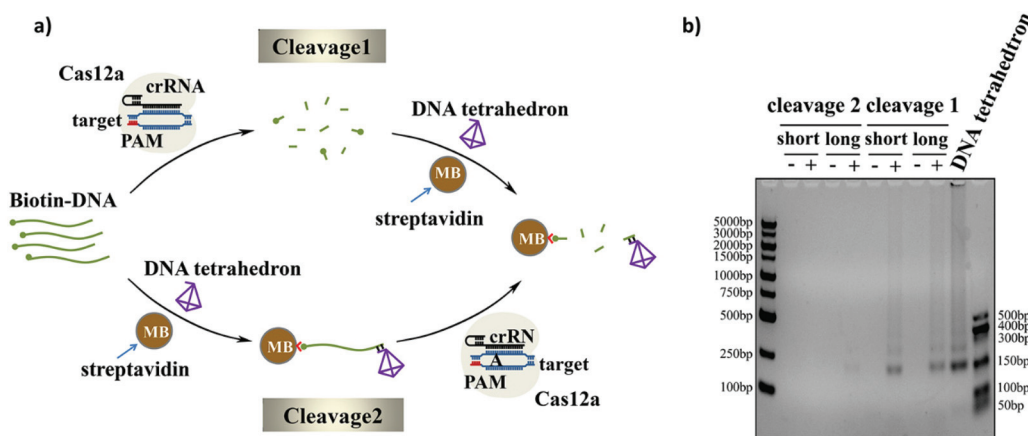 a)
Cleavage1
Cas12a
crRNA
target
PAM
DNA tetrahedron
MB
streptavidin
Biotin-DNA
MB
DNA tetrahedron
MB
streptavidin
MB
crRN
A
target
PAM
Cas12a
Cleavage2
b)
cleavage 2 cleavage 1
short long short long
- + - + - + - +
DNA tetrahedtron
5000bp
3000bp
2000bp
1500bp
1000bp
750bp
500bp
250bp
100bp
500bp
400bp
300bp
150bp
100bp
50bp